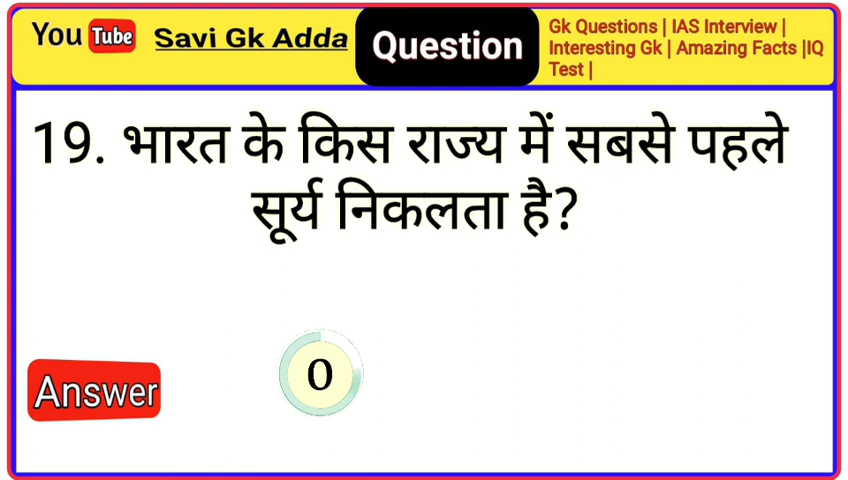 You Tube Savi Gk Adda Question
Gk Questions | IAS Interview |
Interesting Gk | Amazing Facts |IQ
Test |
19. भारत के किस राज्य में सबसे पहले
सूर्य निकलता है?
Answer
0